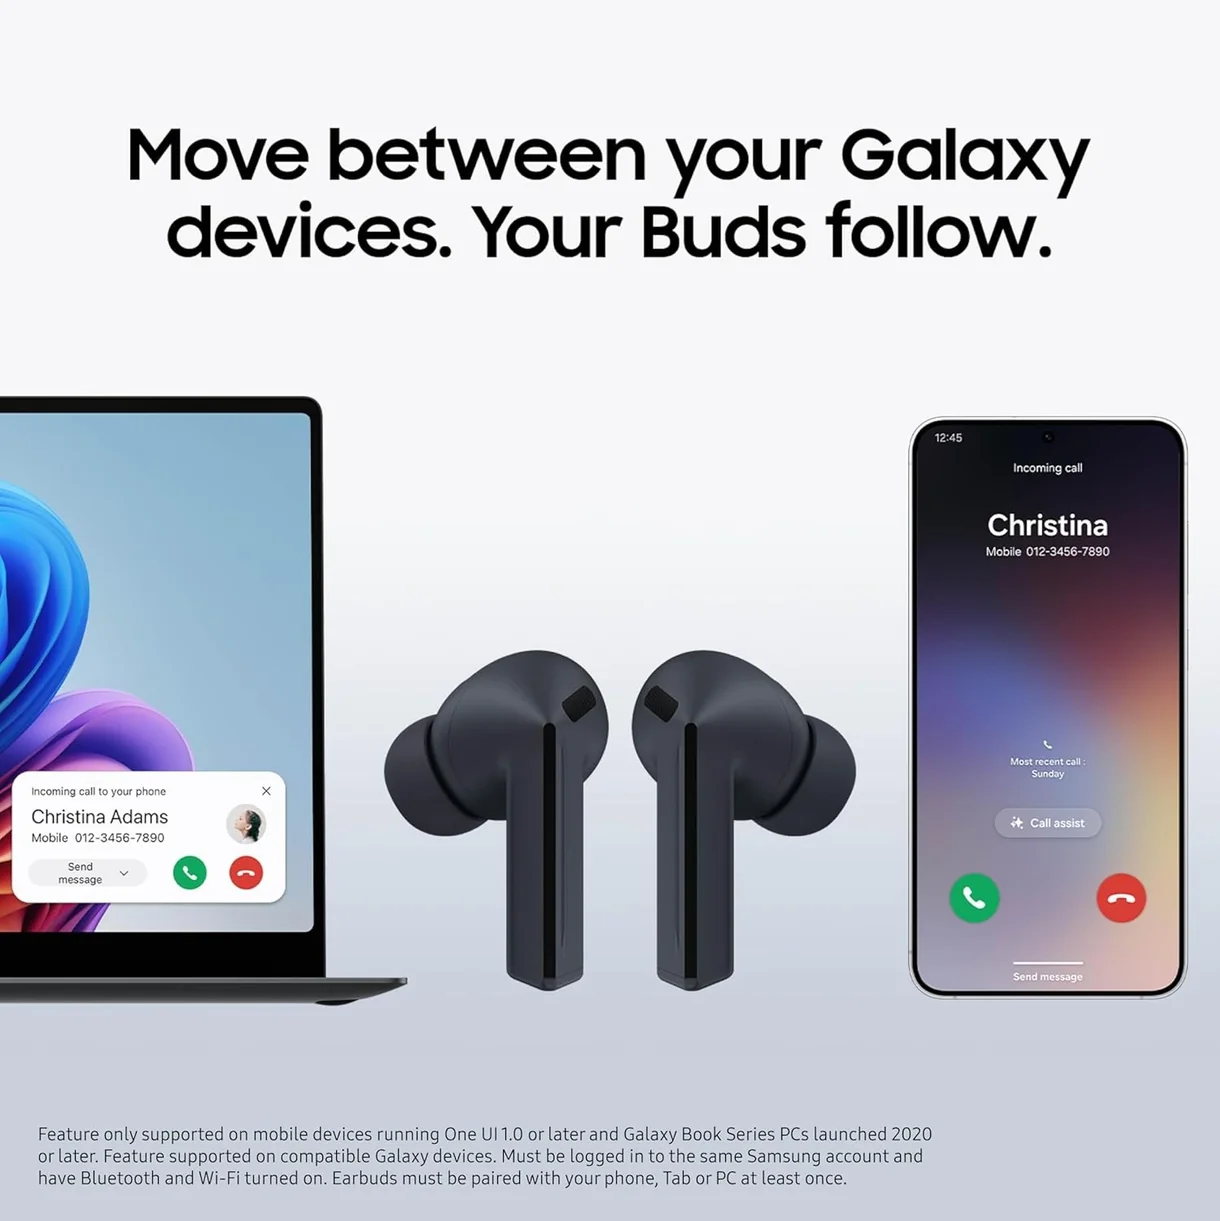 Move between your Galaxy
devices. Your Buds follow.
12:45
Incoming call
Christina
Mobile 012-3456-7890
Most recent call :
Sunday
Call assist
Send message
Incoming call to your phone
Christina Adams
Mobile 012-3456-7890
Send
message
Feature only supported on mobile devices running One UI 1.0 or later and Galaxy Book Series PCs launched 2020
or later. Feature supported on compatible Galaxy devices. Must be logged in to the same Samsung account and
have Bluetooth and Wi-Fi turned on. Earbuds must be paired with your phone, Tab or PC at least once.